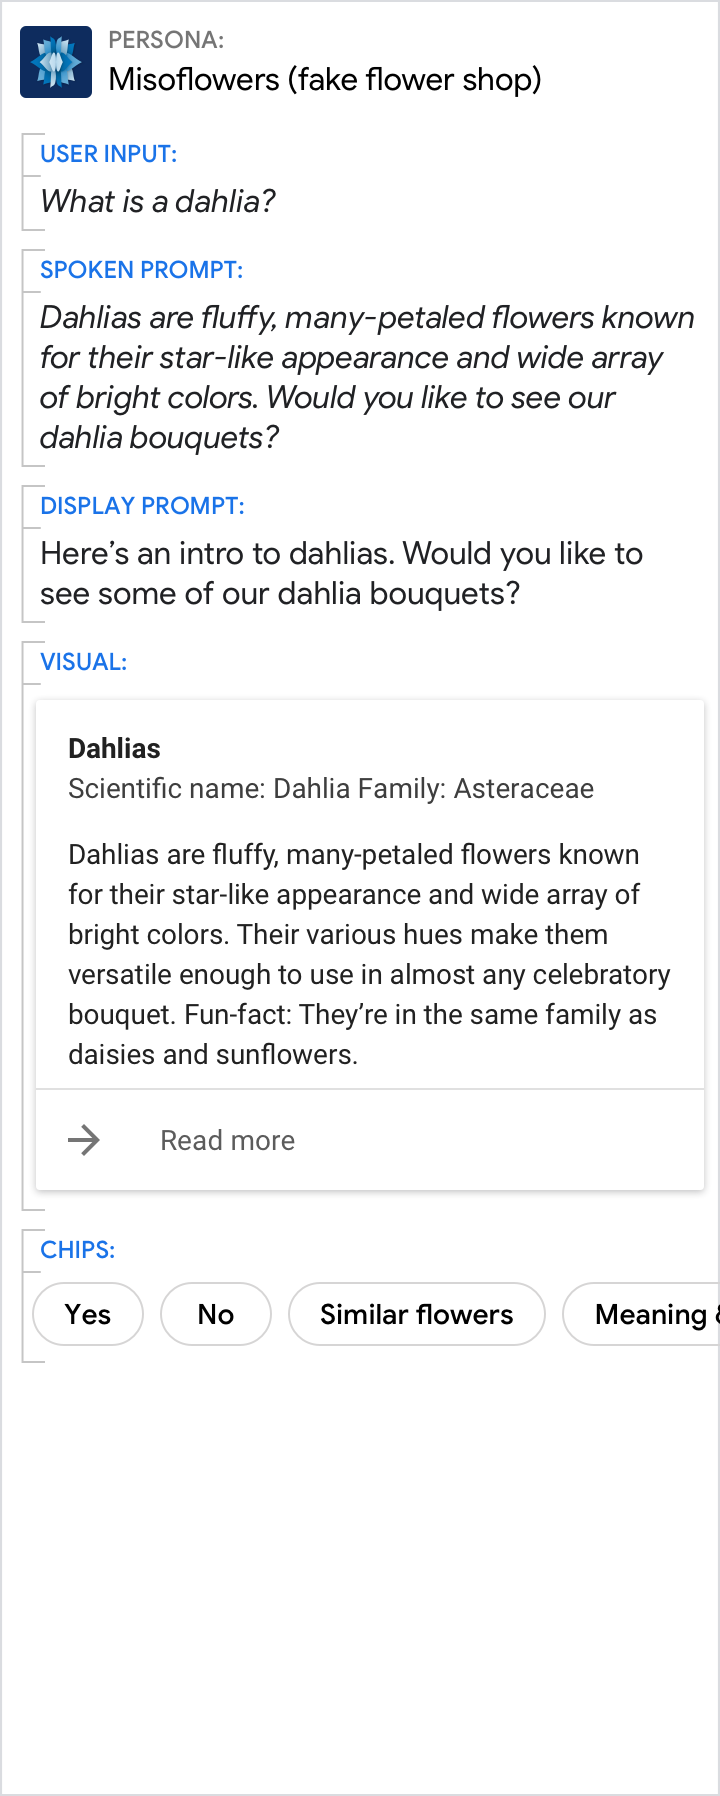 PERSONA:
Misoflowers (fake flower shop)
USER INPUT:
What is a dahlia?
SPOKEN PROMPT:
Dahlias are fluffy, many-petaled flowers known
for their star-like appearance and wide array
of bright colors. Would you like to see our
dahlia bouquets?
DISPLAY PROMPT:
Here’s an intro to dahlias. Would you like to
see some of our dahlia bouquets?
VISUAL:
Dahlias
Scientific name: Dahlia Family: Asteraceae
Dahlias are fluffy, many-petaled flowers known
for their star-like appearance and wide array of
bright colors. Their various hues make them
versatile enough to use in almost any celebratory
bouquet. Fun-fact: They’re in the same family as
daisies and sunflowers.
Read more
CHIPS:
Yes No Similar flowers Meaning &